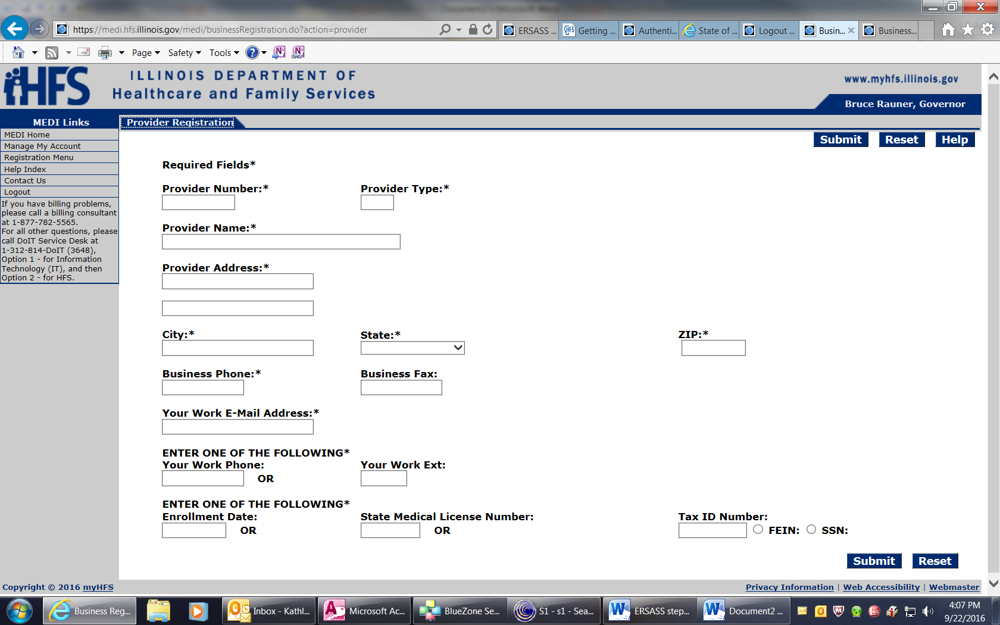 https://medi.hfs.illinois.gov/medi/businessRegistration.do?action=provider
ERSASS ...
HFS
Getting ...
Authenti...
State of ...
Logout ...
Busin...
Business...
Page
Safety
Tools
HFS
ILLINOIS DEPARTMENT OF
Healthcare and Family Services
www.myhfs.illinois.gov
Bruce Rauner, Governor
MEDI Links
MEDI Home
Manage My Account
Registration Menu
Help Index
Contact Us
Logout
If you have billing problems,
please call a billing consultant
at 1-877-782-5565.
For all other questions, please
call DoIT Service Desk at
1-312-814-DoIT (3648),
Option 1 - for Information
Technology (IT), and then
Option 2 - for HFS.
Provider Registration
Submit Reset Help
Required Fields*
Provider Number:* Provider Type:*
Provider Name:*
Provider Address:*
City:* State:* ZIP:*
Business Phone:* Business Fax:
Your Work E-Mail Address:*
ENTER ONE OF THE FOLLOWING*
Your Work Phone: Your Work Ext:
OR
ENTER ONE OF THE FOLLOWING*
Enrollment Date: State Medical License Number: Tax ID Number:
OR OR FEIN: SSN:
Submit Reset
Copyright © 2016 myHFS
Privacy Information | Web Accessibility | Webmaster
Business Reg...
Inbox - Kathl...
Microsoft Ac...
BlueZone Se...
S1 - s1 - Sea...
ERSASS step...
Document2 ...
4:07 PM
9/22/2016